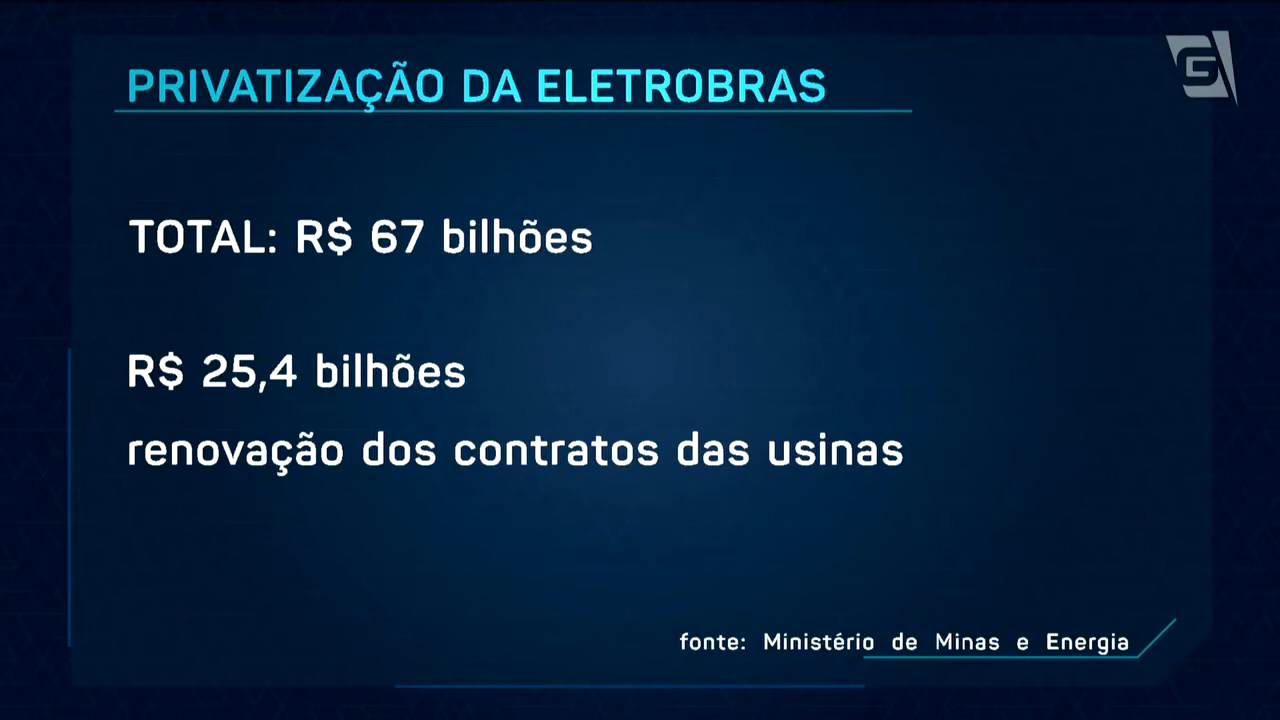 PRIVATIZAÇÃO DA ELETROBRAS
TOTAL: R$ 67 bilhões
R$ 25,4 bilhões
renovação dos contratos das usinas
fonte: Ministério de Minas e Energia